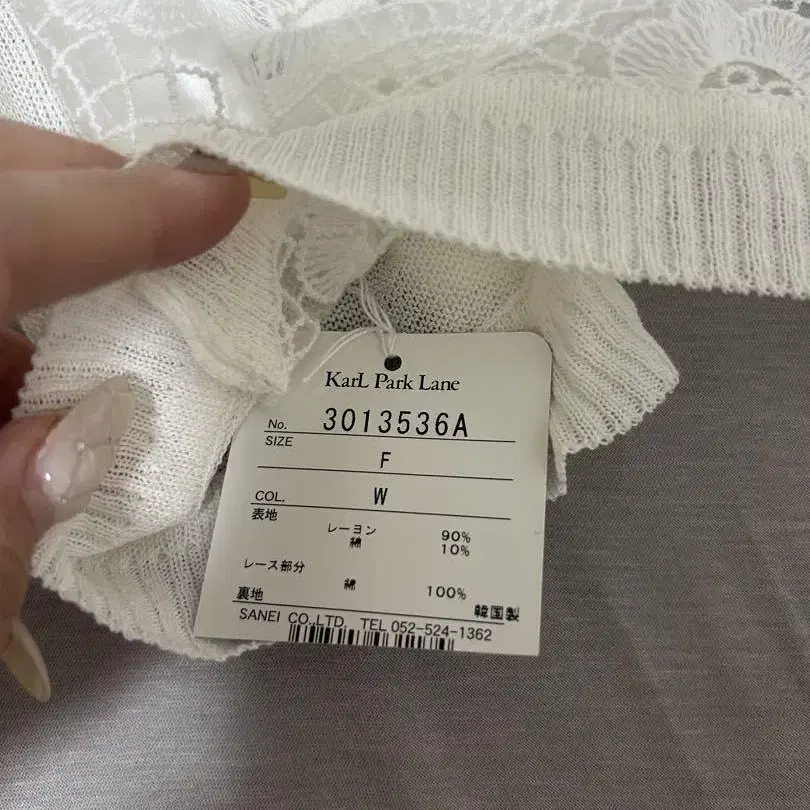 KarL Park Lane
No. 3013536A
SIZE
F
COL. W
表地
レーヨン 90%
綿 10%
レース部分
綿 100%
裏地
韓国製
SANEI CO.,LTD. TEL 052-524-1362